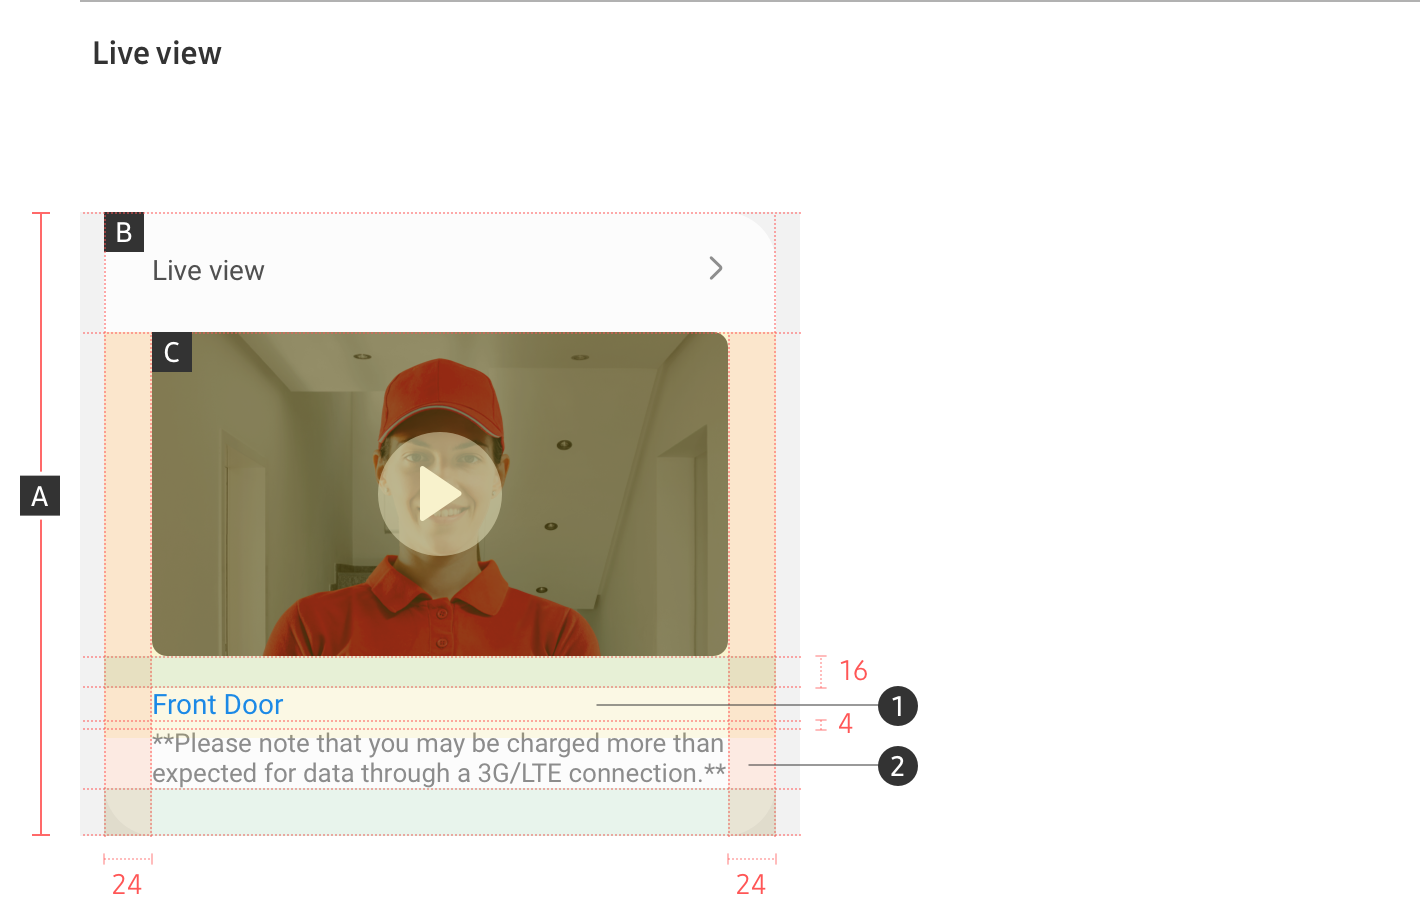 Live view
B
Live view
C
A
16
Front Door
1
4
**Please note that you may be charged more than
expected for data through a 3G/LTE connection.**
2
24
24